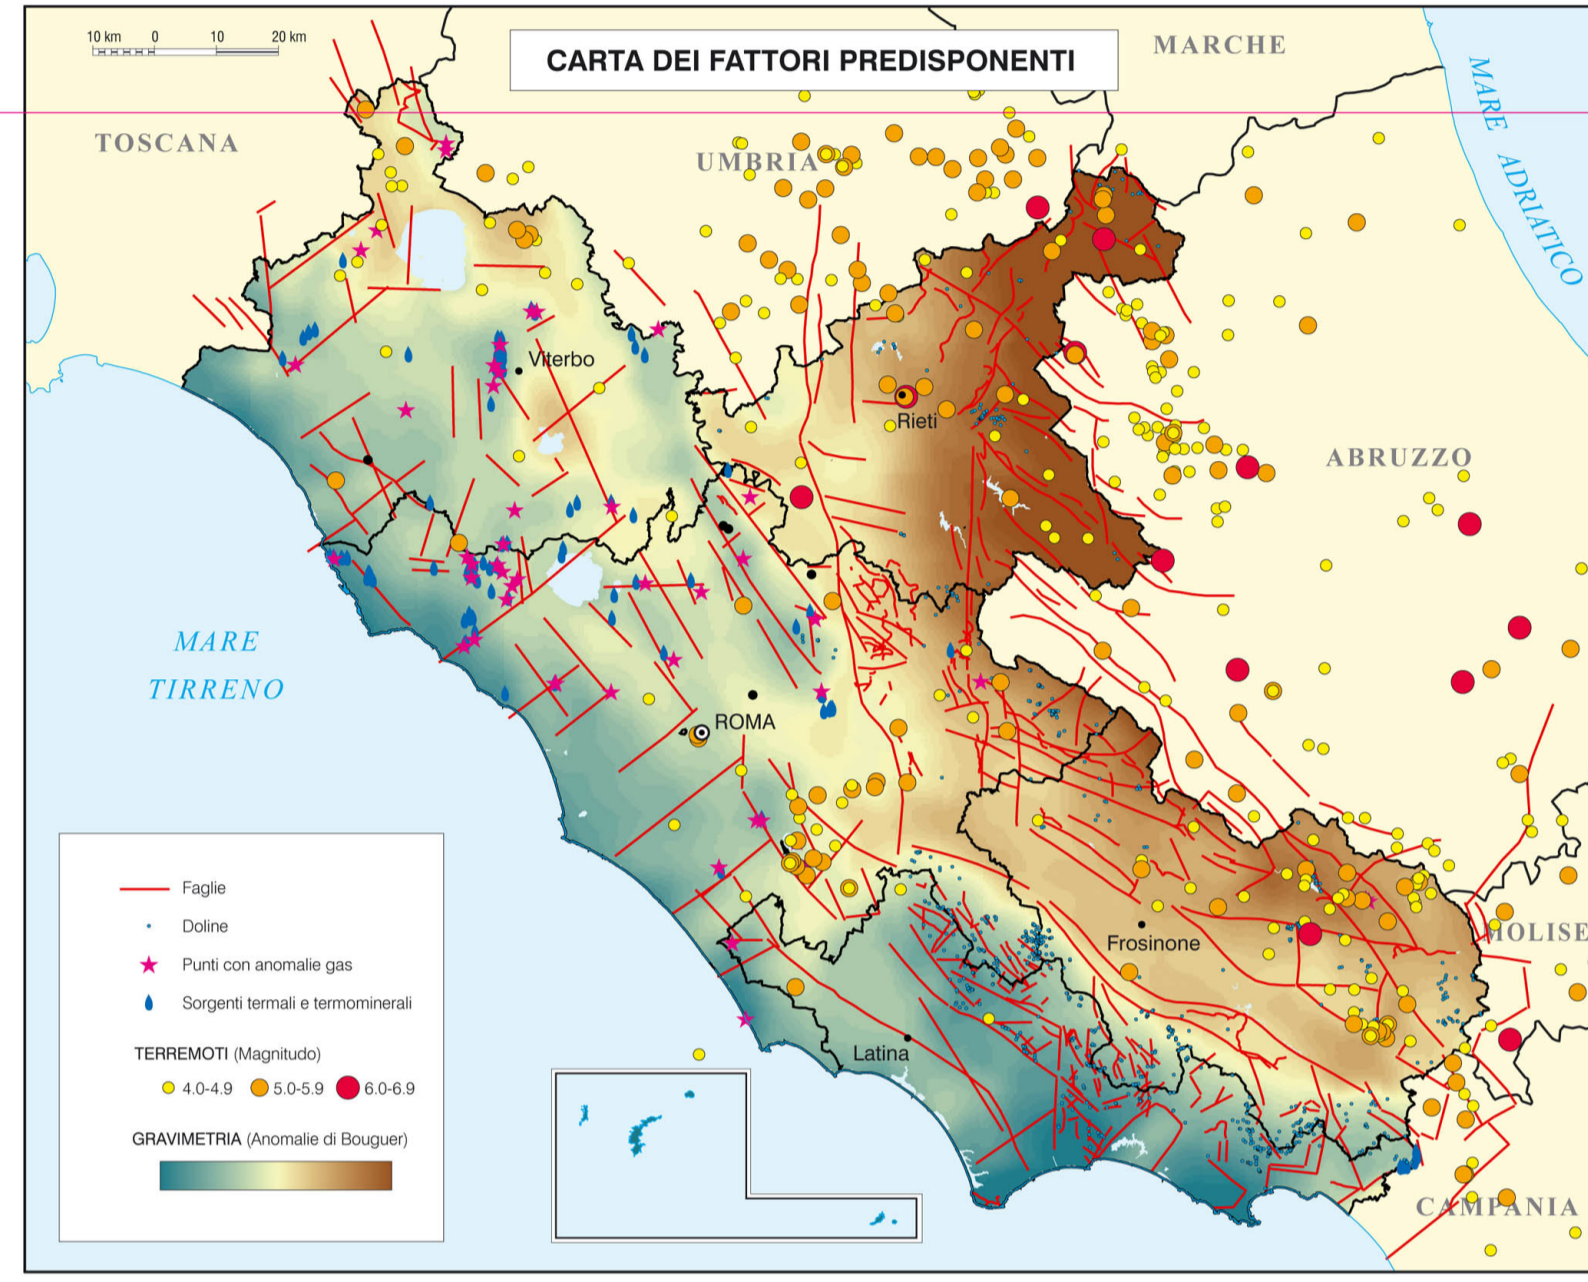 10 km 0 10 20 km
CARTA DEI FATTORI PREDISPONENTI
MARCHE
MARE ADRIATICO
TOSCANA
UMBRIA
Viterbo
Rieti
ABRUZZO
MARE
TIRRENO
ROMA
Frosinone
MOLISE
Latina
CAMPANIA
Faglie
Doline
Punti con anomalie gas
Sorgenti termali e termominerali
TERREMOTI (Magnitudo)
4.0-4.9 5.0-5.9 6.0-6.9
GRAVIMETRIA (Anomalie di Bouguer)